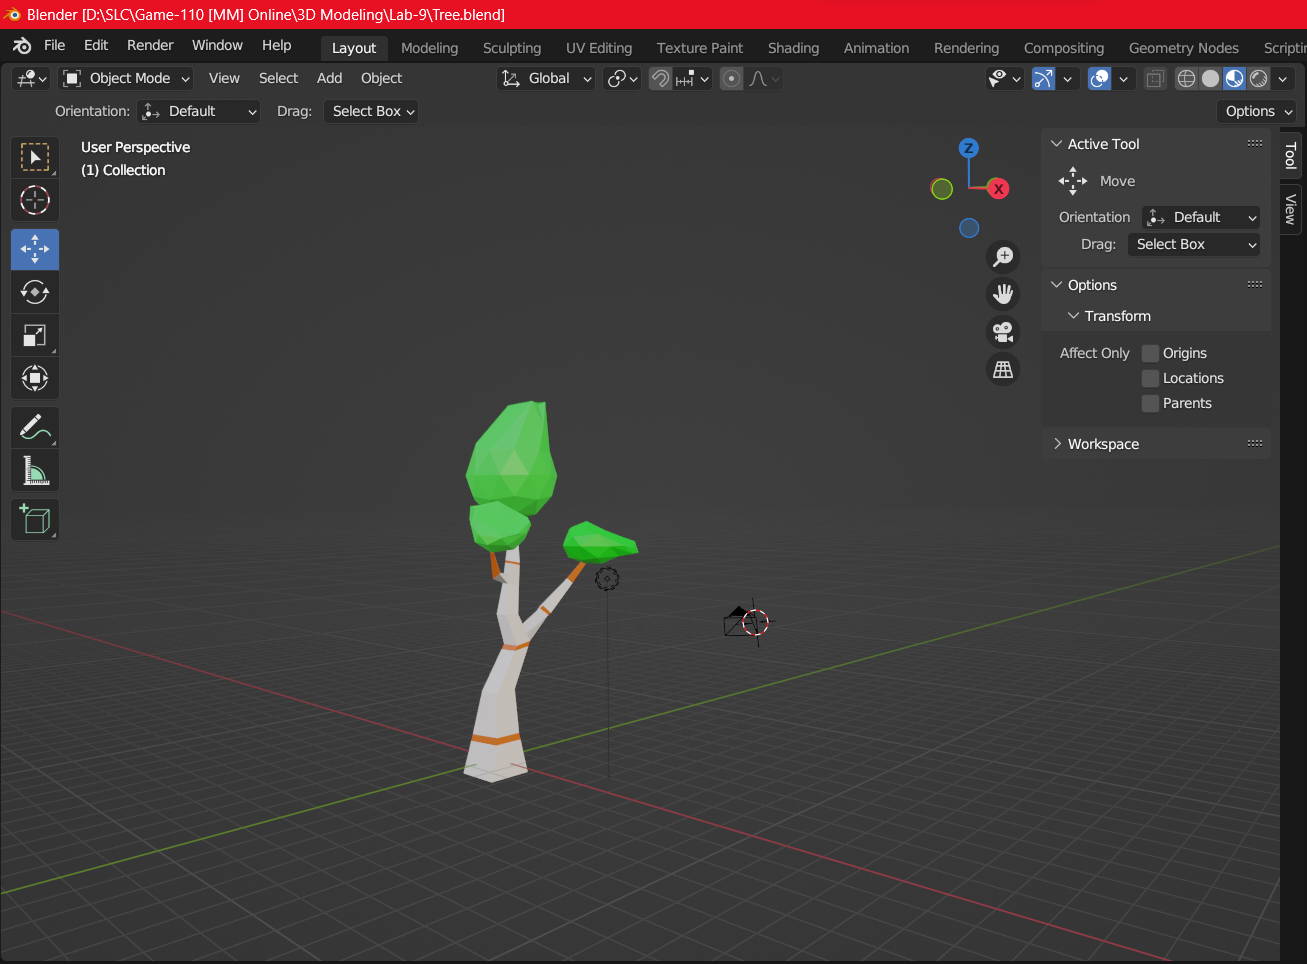 Blender [D:\SLC\Game-110 [MM] Online\3D Modeling\Lab-9\Tree.blend]
File Edit Render Window Help Layout Modeling Sculpting UV Editing Texture Paint Shading Animation Rendering Compositing Geometry Nodes Scriptin
Object Mode View Select Add Object Global
Orientation: Default Drag: Select Box Options
User Perspective
(1) Collection
Z
X
Active Tool
Move
Orientation Default
Drag: Select Box
Options
Transform
Affect Only Origins
Locations
Parents
Workspace
Tool
View